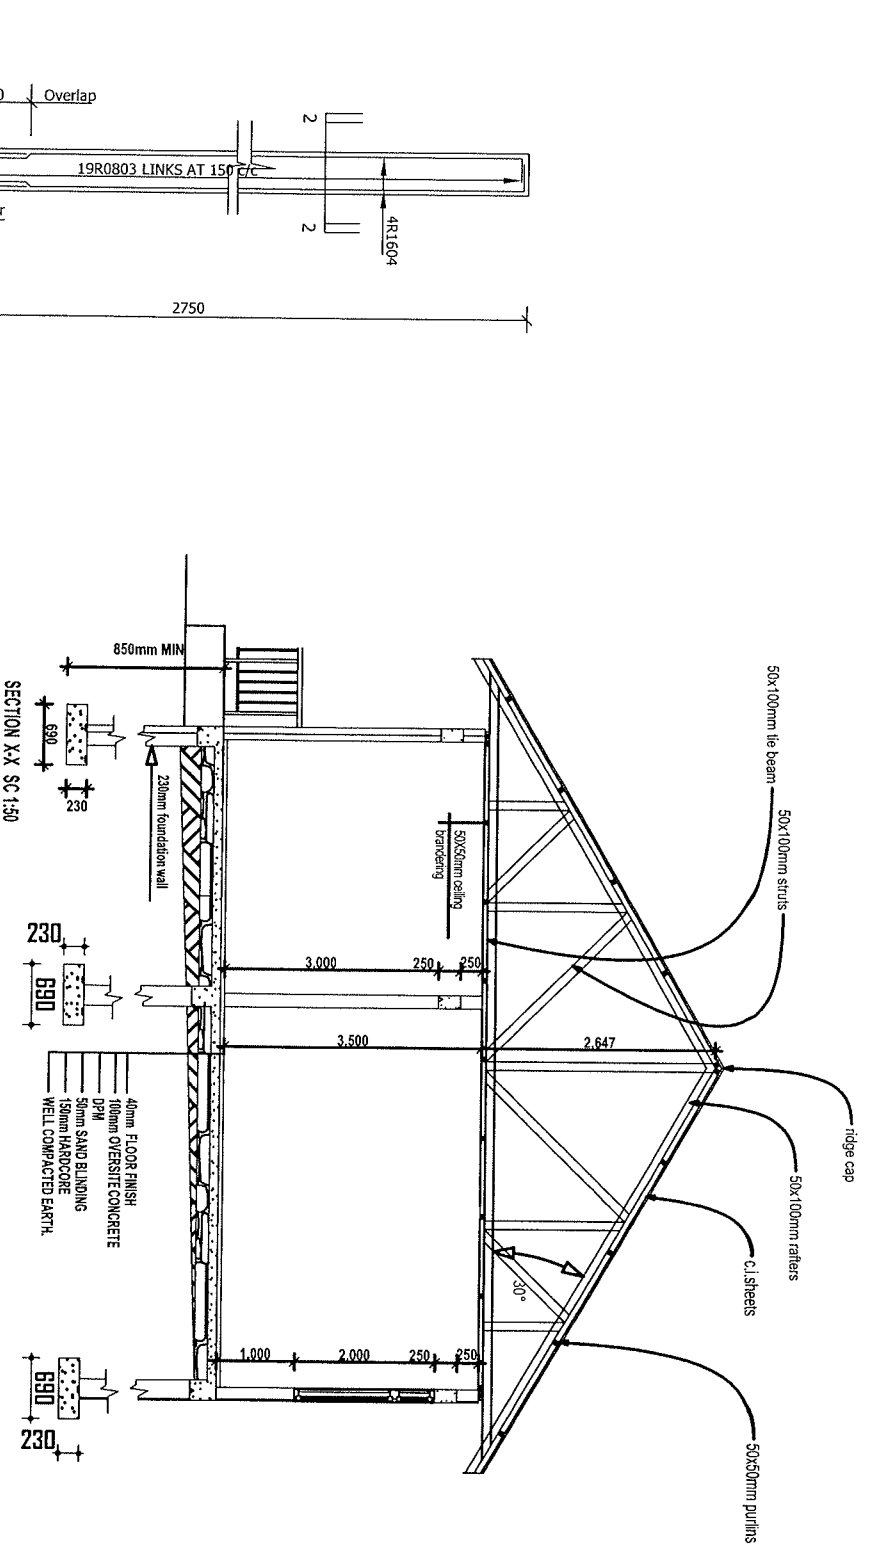 Overlap
19R0803 LINKS AT 150 c/c
2
2
4R1604
2750
50x100mm tie beam
50x100mm struts
ridge cap
50x100mm rafters
c.i.sheets
50x50mm purlins
30°
2.647
50X50mm ceiling
brandering
3.000
250
250
3.500
1.000
2.000
250
250
850mm MIN
230mm foundation wall
690
230
230
690
690
230
40mm FLOOR FINISH
100mm OVERSITE CONCRETE
DPM
50mm SAND BLINDING
150mm HARDCORE
WELL COMPACTED EARTH.
SECTION X-X SC 1:50